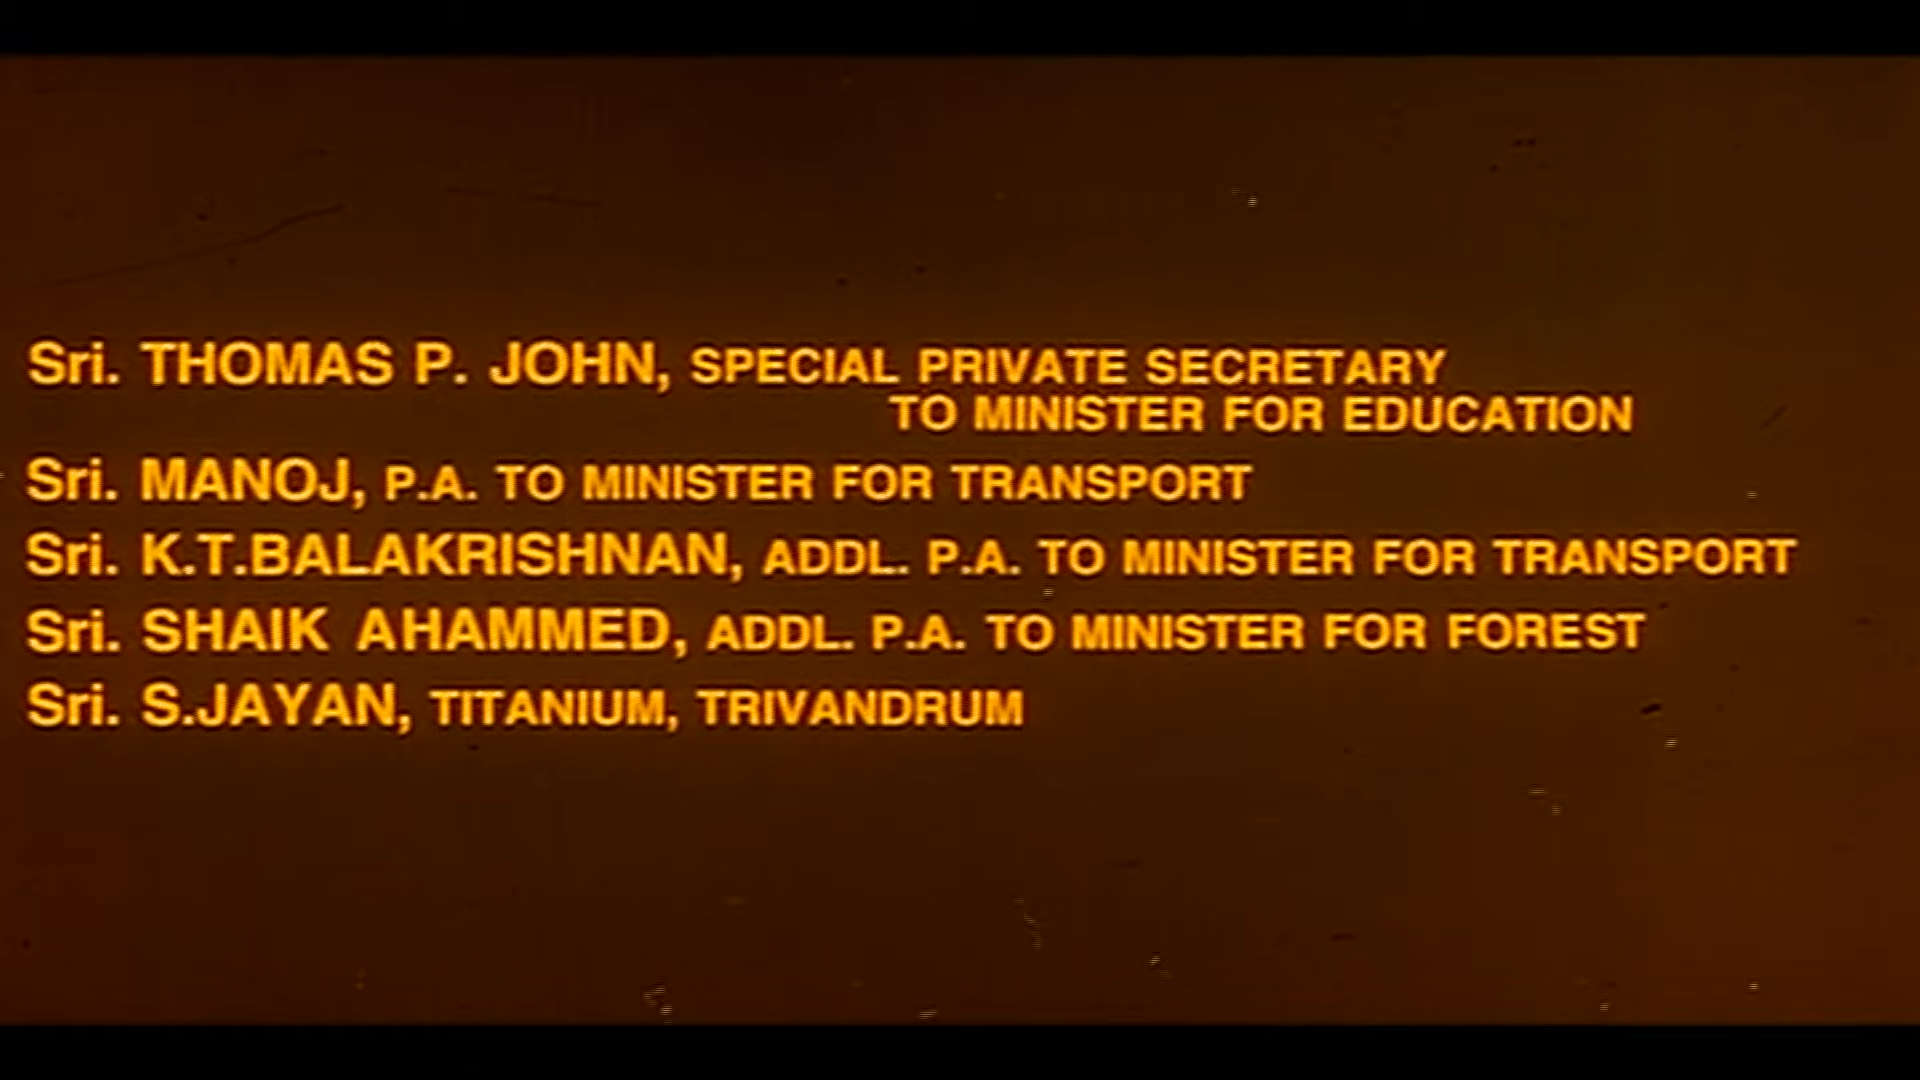 Sri. THOMAS P. JOHN, SPECIAL PRIVATE SECRETARY
TO MINISTER FOR EDUCATION
Sri. MANOJ, P.A. TO MINISTER FOR TRANSPORT
Sri. K.T.BALAKRISHNAN, ADDL. P.A. TO MINISTER FOR TRANSPORT
Sri. SHAIK AHAMMED, ADDL. P.A. TO MINISTER FOR FOREST
Sri. S.JAYAN, TITANIUM, TRIVANDRUM